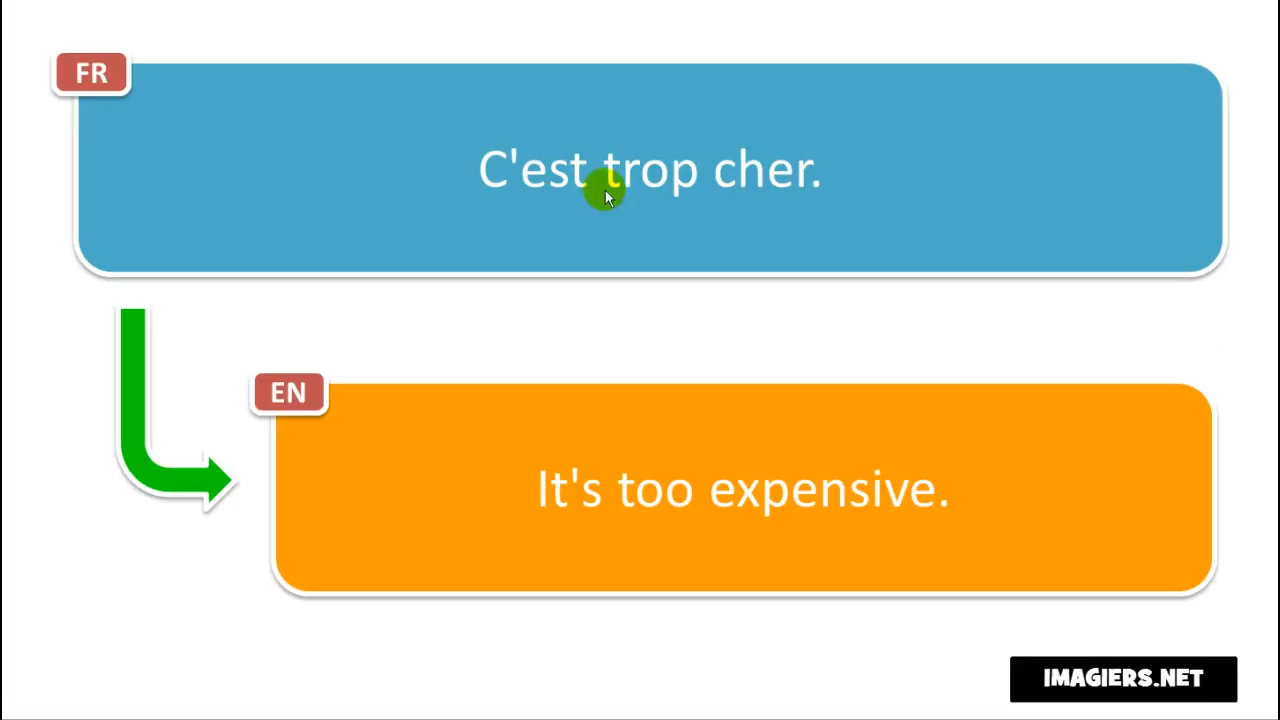 FR
C'est trop cher.
EN
It's too expensive.
IMAGIERS.NET